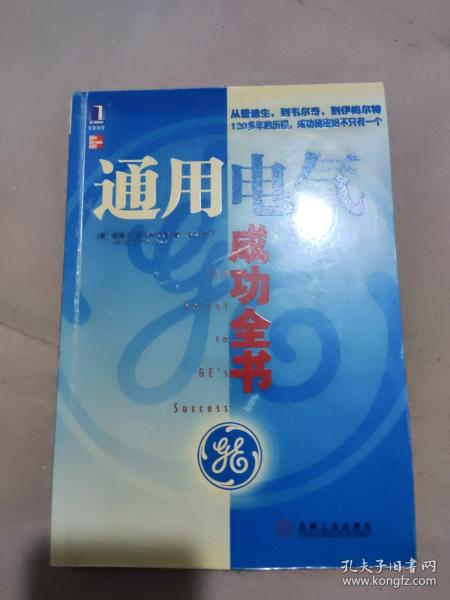 从爱迪生，到韦尔奇，到伊梅尔特
120多年的历程，成功秘密绝不只有一个
通用电气
成功全书
Secret
to
GE's
Success
机械工业出版社
China Machine Press
孔夫子旧书网
www.kongfz.com